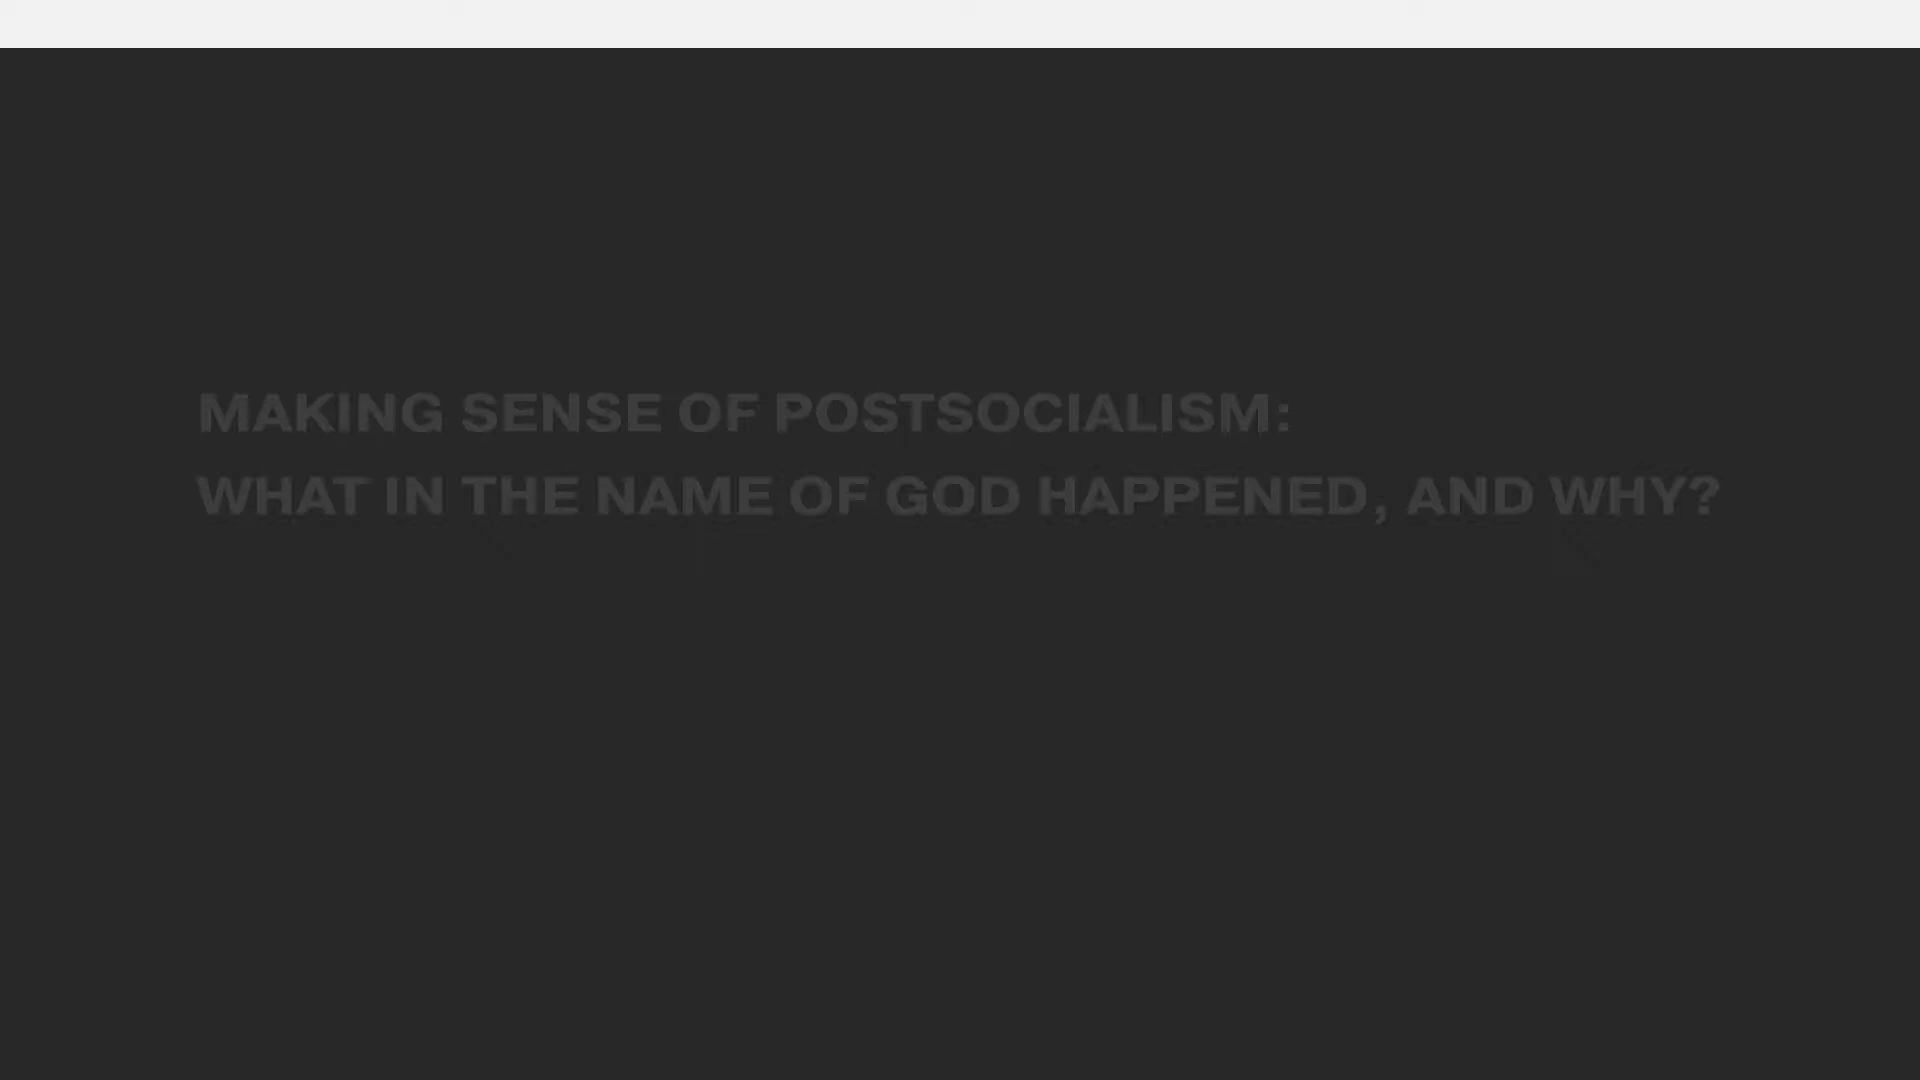 MAKING SENSE OF POSTSOCIALISM:
WHAT IN THE NAME OF GOD HAPPENED, AND WHY?